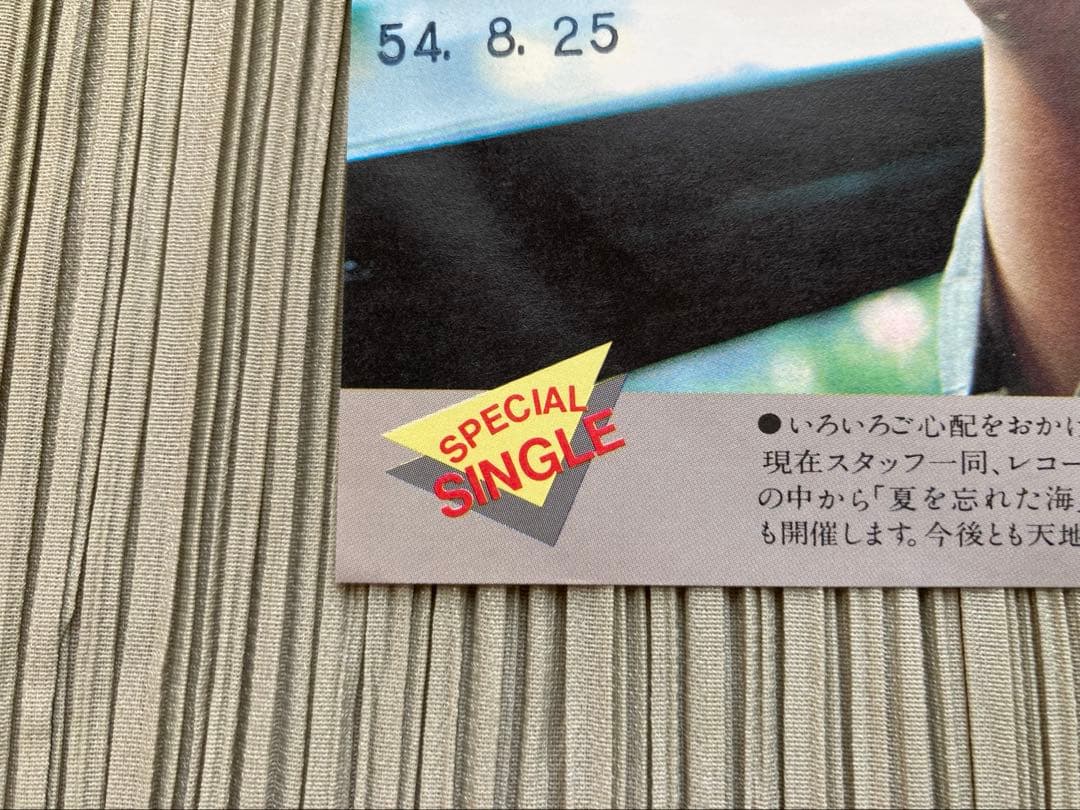 54. 8. 25
SPECIAL
SINGLE
●いろいろご心配をおかけ
現在スタッフ一同、レコー
の中から「夏を忘れた海」
も開催します。今後とも天地